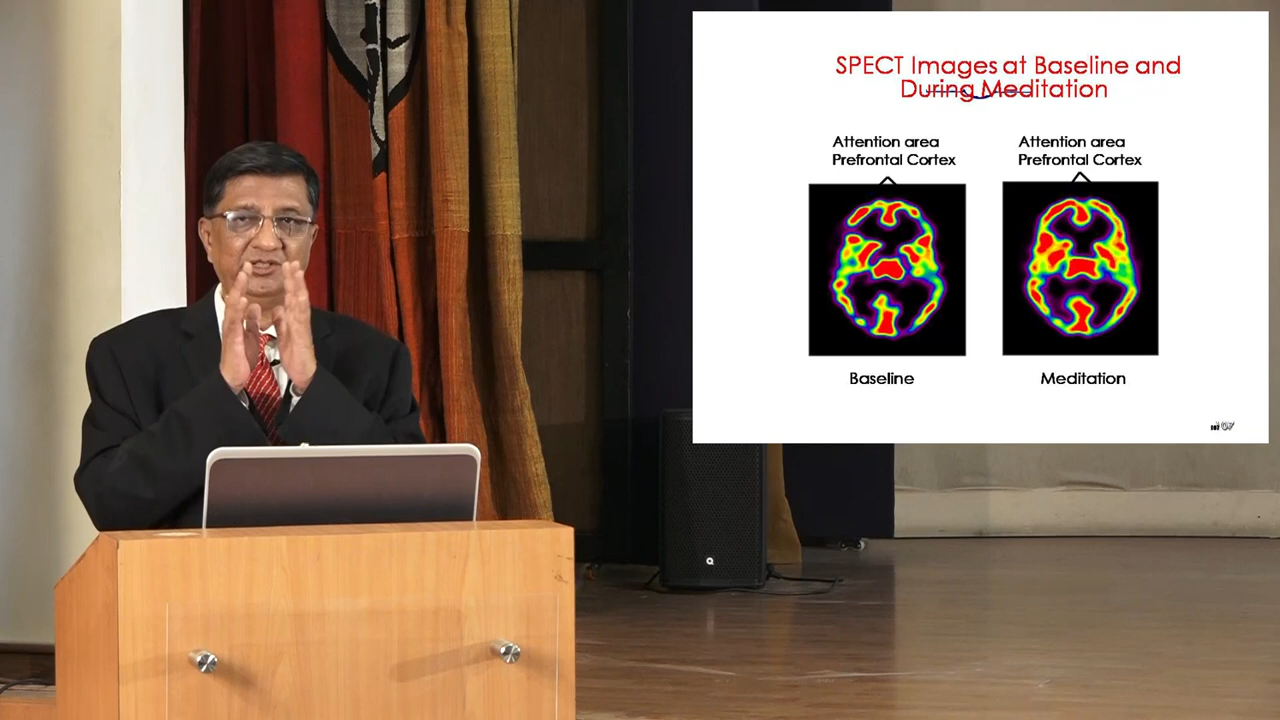 SPECT Images at Baseline and
During Meditation
Attention area
Prefrontal Cortex
Attention area
Prefrontal Cortex
Baseline
Meditation